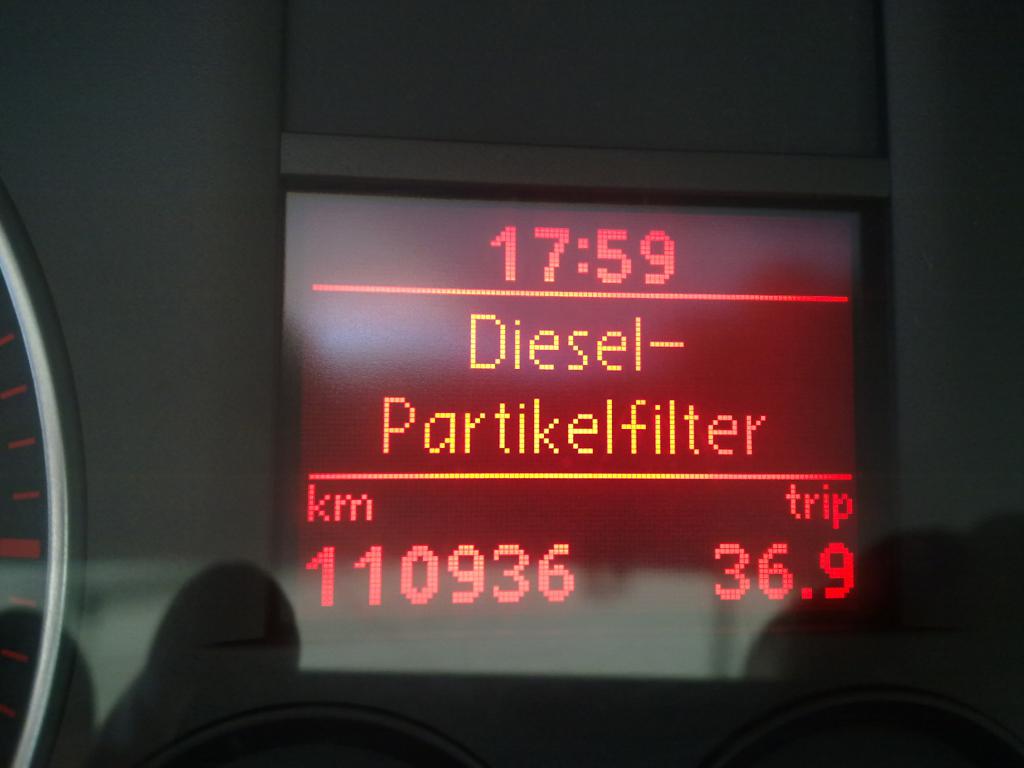 17:59
Diesel-
Partikelfilter
km trip
110936 36.9